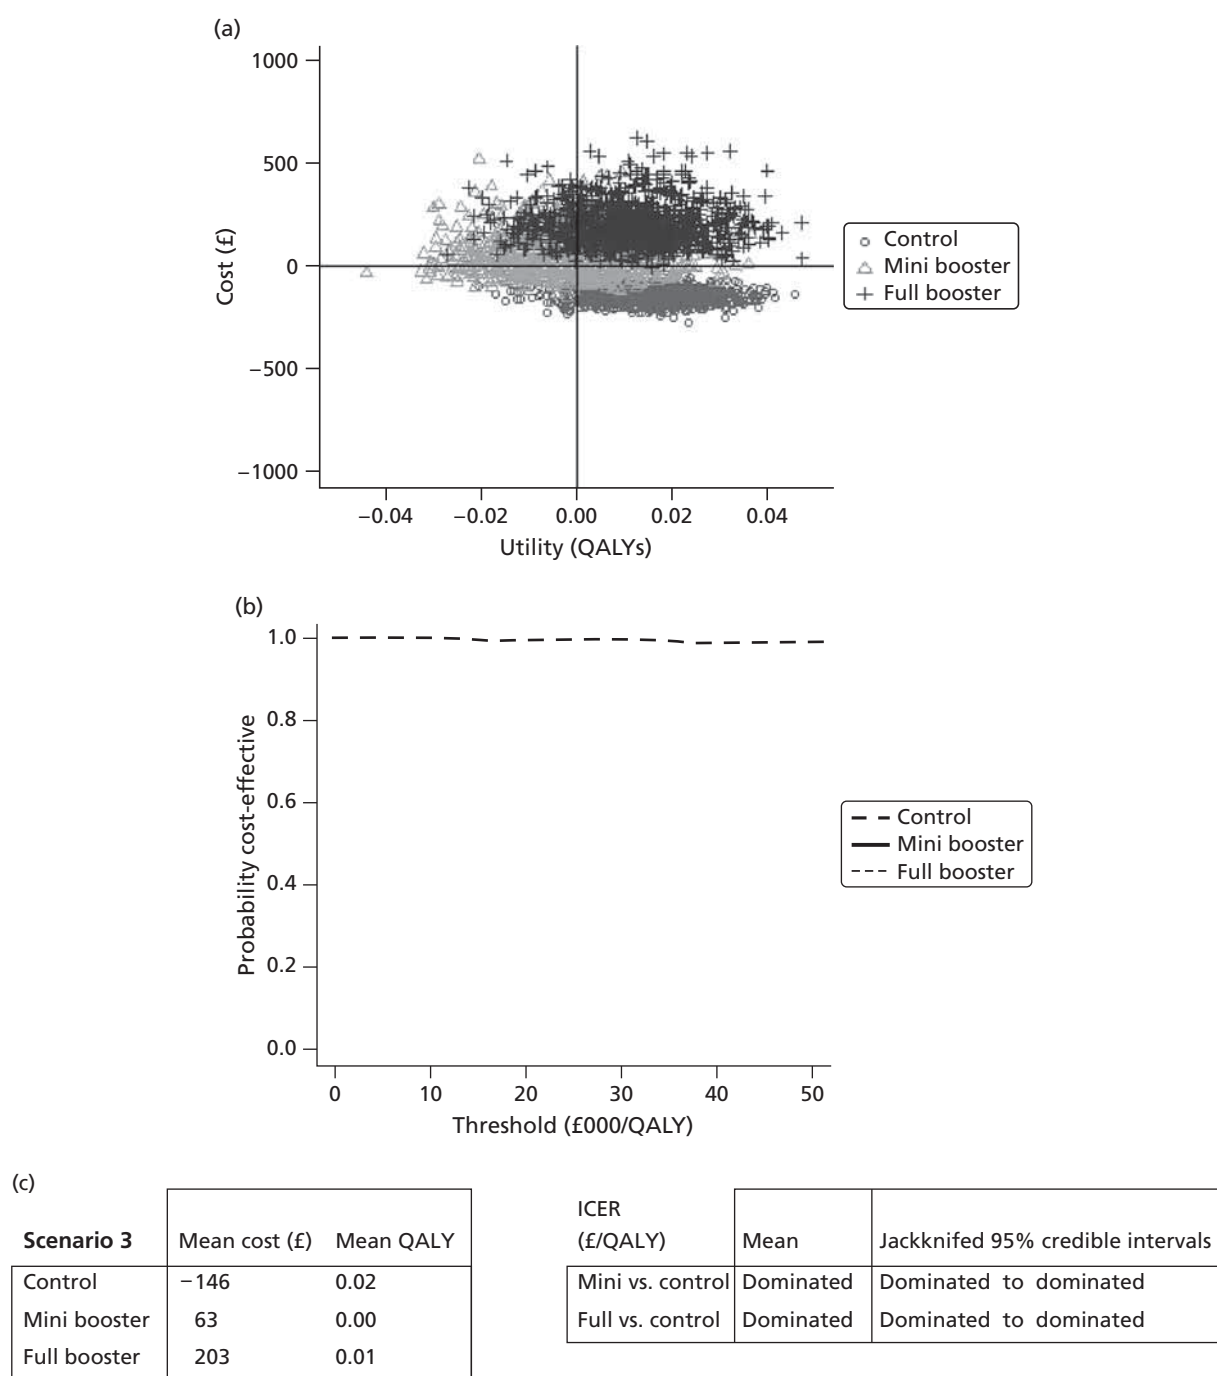 (a)
1000
500
0
−500
−1000
Cost (£)
−0.04 −0.02 0.00 0.02 0.04
Utility (QALYs)
Control
Mini booster
Full booster
(b)
1.0
0.8
0.6
0.4
0.2
0.0
Probability cost-effective
0 10 20 30 40 50
Threshold (£000/QALY)
Control
Mini booster
Full booster
(c)
Scenario 3 Mean cost (£) Mean QALY
Control −146 0.02
Mini booster 63 0.00
Full booster 203 0.01
ICER
(£/QALY) Mean Jackknifed 95% credible intervals
Mini vs. control Dominated Dominated to dominated
Full vs. control Dominated Dominated to dominated